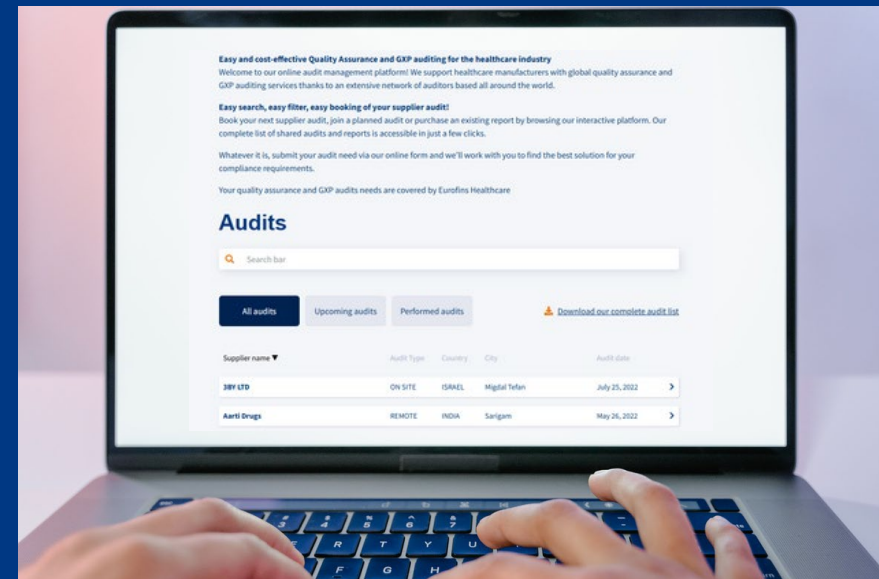 Easy and cost-effective Quality Assurance and GXP auditing for the healthcare industry
Welcome to our online audit management platform! We support healthcare manufacturers with global quality assurance and
GXP auditing services thanks to an extensive network of auditors based all around the world.
Easy search, easy filter, easy booking of your supplier audit!
Book your next supplier audit, join a planned audit or purchase an existing report by browsing our interactive platform. Our
complete list of shared audits and reports is accessible in just a few clicks.
Whatever it is, submit your audit need via our online form and we'll work with you to find the best solution for your
compliance requirements.
Your quality assurance and GXP audits needs are covered by Eurofins Healthcare
Audits
Search bar
All audits Upcoming audits Performed audits Download our complete audit list
Supplier name ▼ Audit Type Country City Audit date
3BY LTD ON SITE ISRAEL Migdal Tefan July 25, 2022 >
Aarti Drugs REMOTE INDIA Sarigam May 26, 2022 >
# $ % ^ &
3 4 5 6 7
R T Y U
F G H